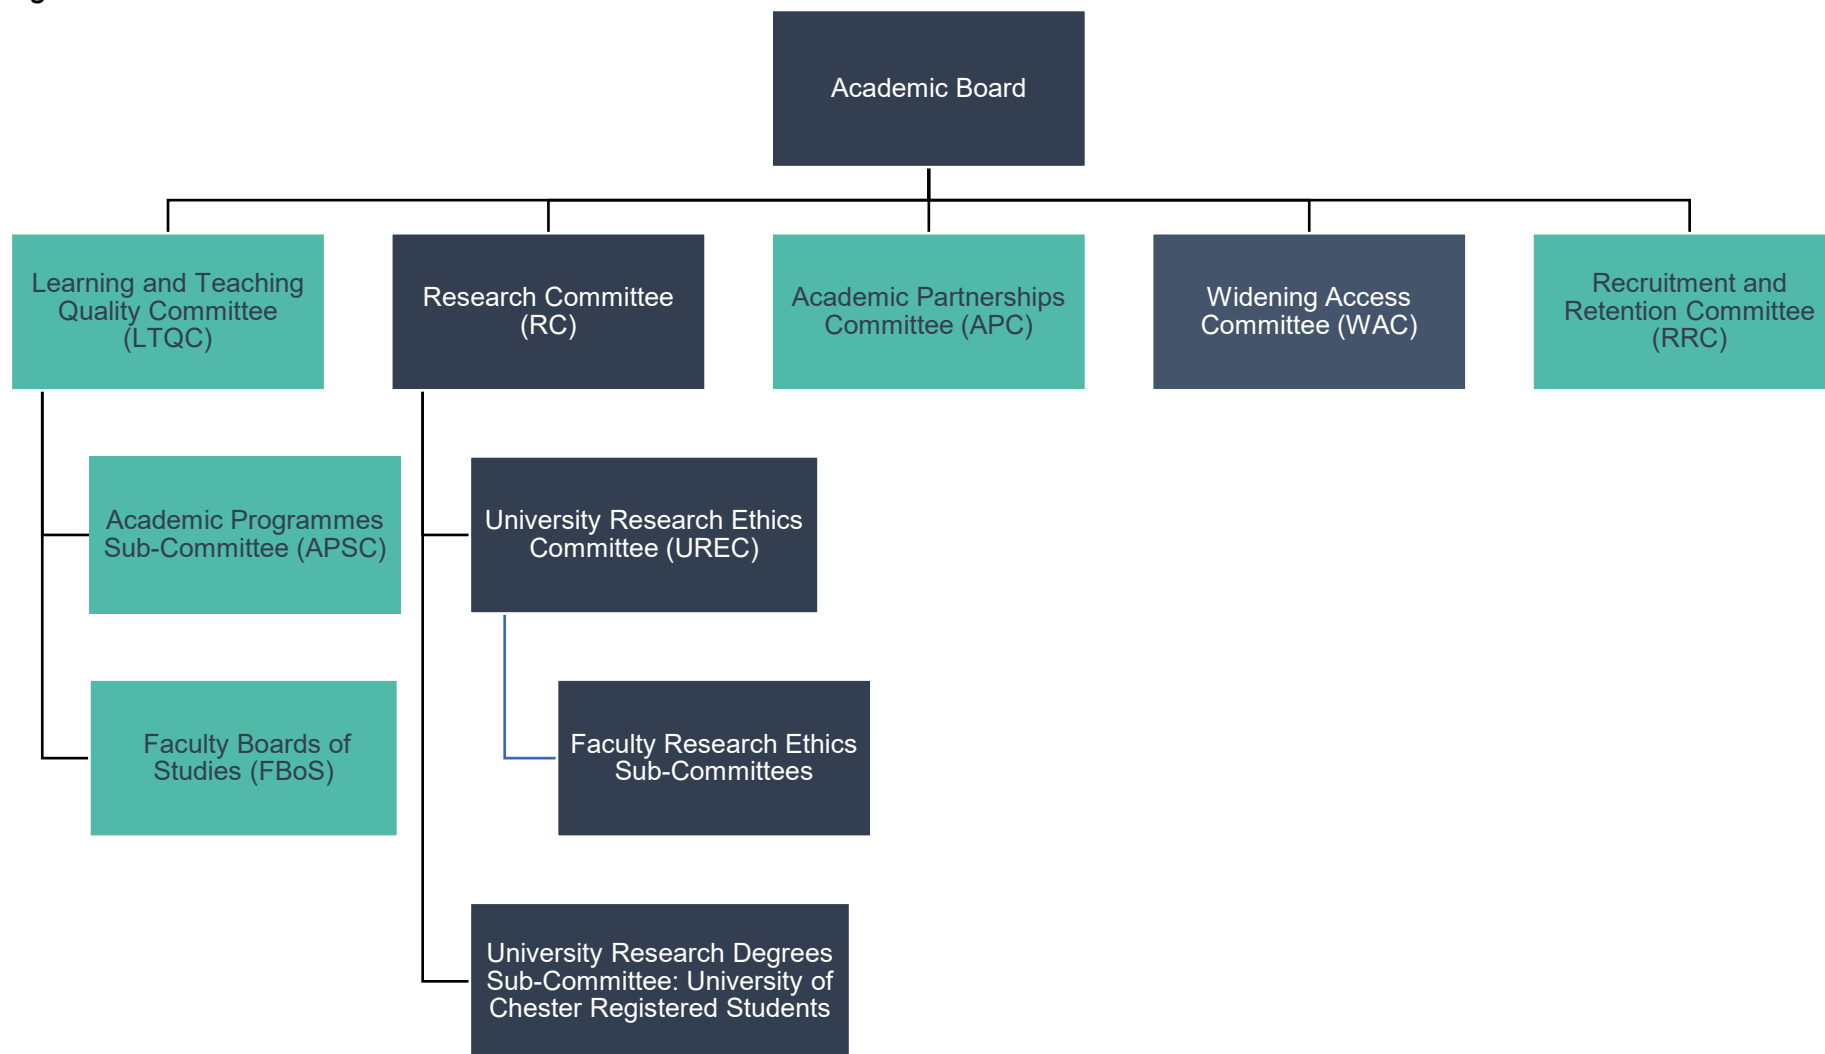 Academic Board
Learning and Teaching
Quality Committee
(LTQC)
Research Committee
(RC)
Academic Partnerships
Committee (APC)
Widening Access
Committee (WAC)
Recruitment and
Retention Committee
(RRC)
Academic Programmes
Sub-Committee (APSC)
University Research Ethics
Committee (UREC)
Faculty Boards of
Studies (FBoS)
Faculty Research Ethics
Sub-Committees
University Research Degrees
Sub-Committee: University of
Chester Registered Students